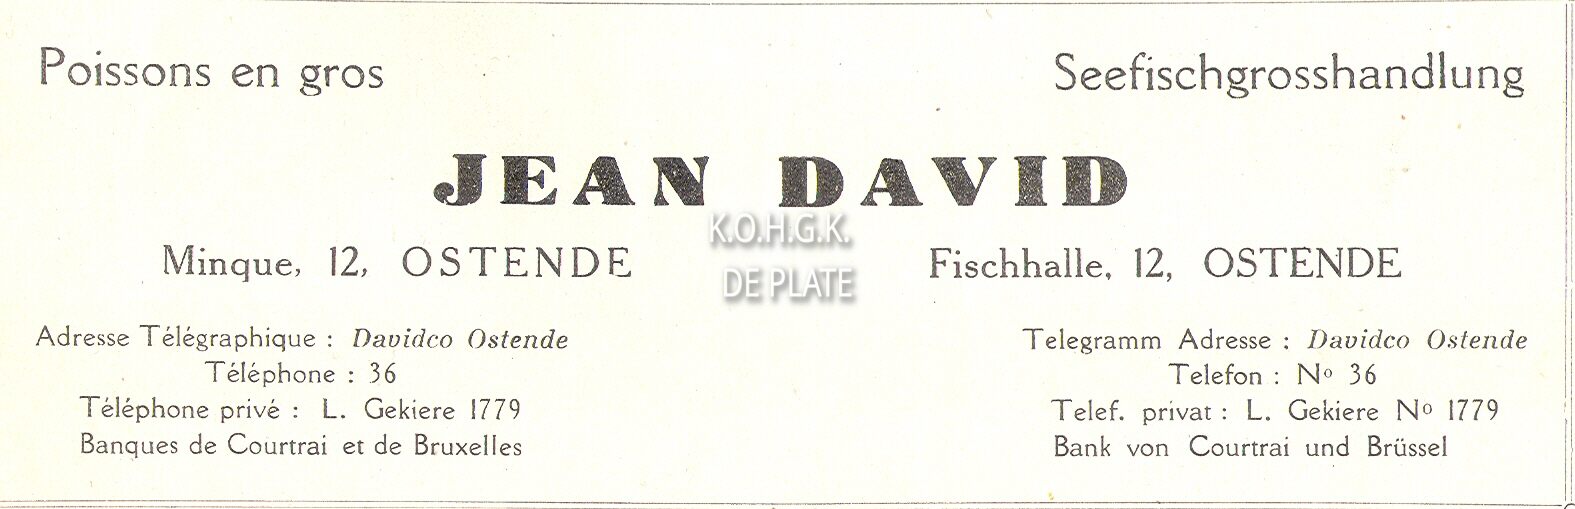 Poissons en gros
Seefischgrosshandlung
JEAN DAVID
K.O.H.G.K.
DE PLATE
Minque, 12, OSTENDE
Fischhalle, 12, OSTENDE
Adresse Télégraphique : Davidco Ostende
Téléphone : 36
Téléphone privé : L. Gekiere 1779
Banques de Courtrai et de Bruxelles
Telegramm Adresse : Davidco Ostende
Telefon : Nº 36
Telef. privat : L. Gekiere Nº 1779
Bank von Courtrai und Brüssel